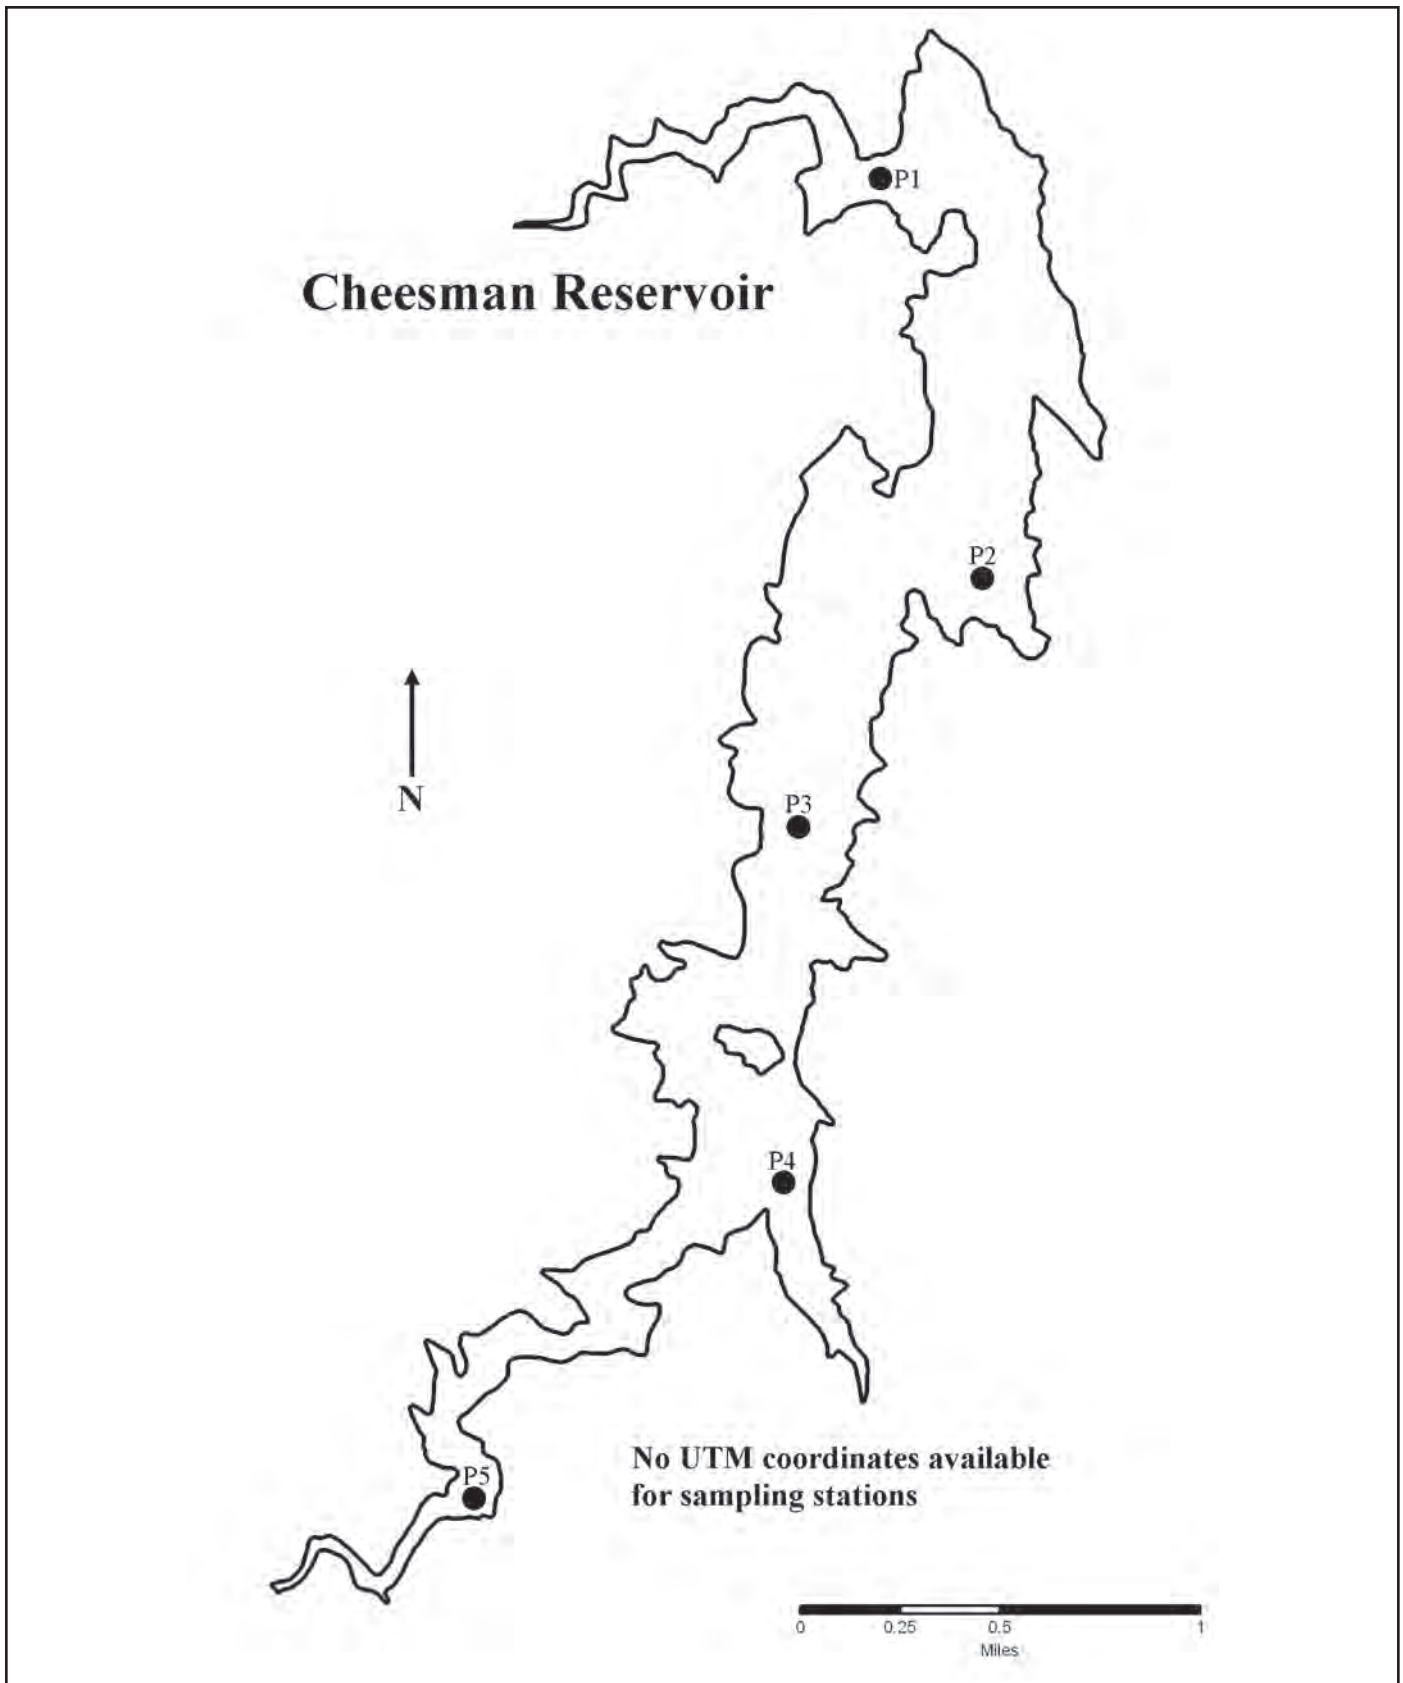 P1
Cheesman Reservoir
P2
N
P3
P4
No UTM coordinates available
for sampling stations
P5
0 0.25 0.5 1
Miles